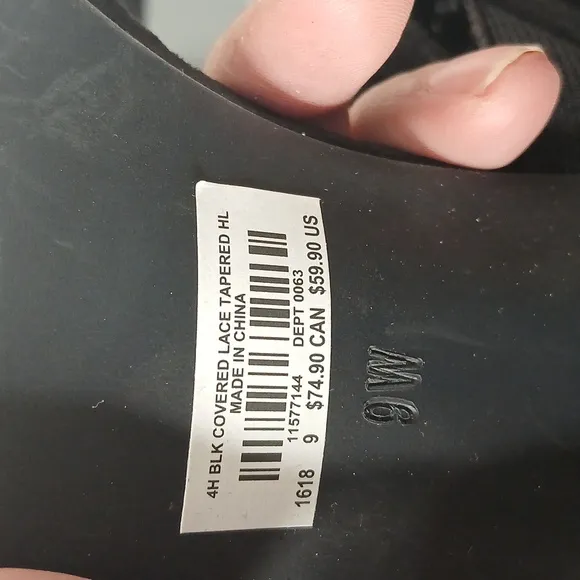 4H BLK COVERED LACE TAPERED HL
MADE IN CHINA
11577144 DEPT 0063
1618 9 $74.90 CAN $59.90 US
9W